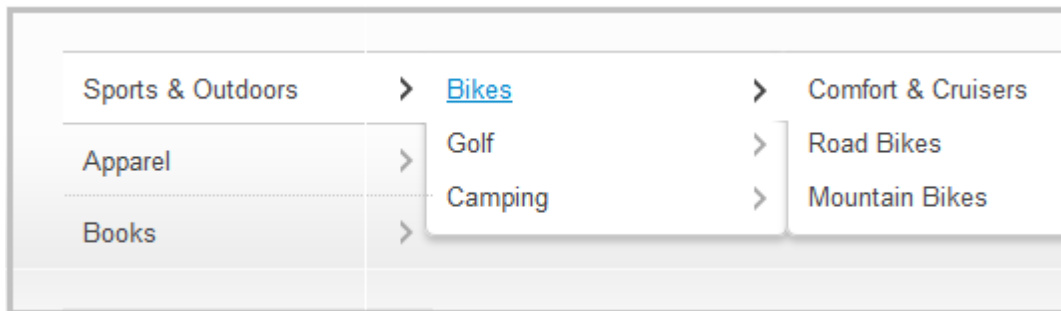 Sports & Outdoors
Apparel
Books
Bikes
Golf
Camping
Comfort & Cruisers
Road Bikes
Mountain Bikes